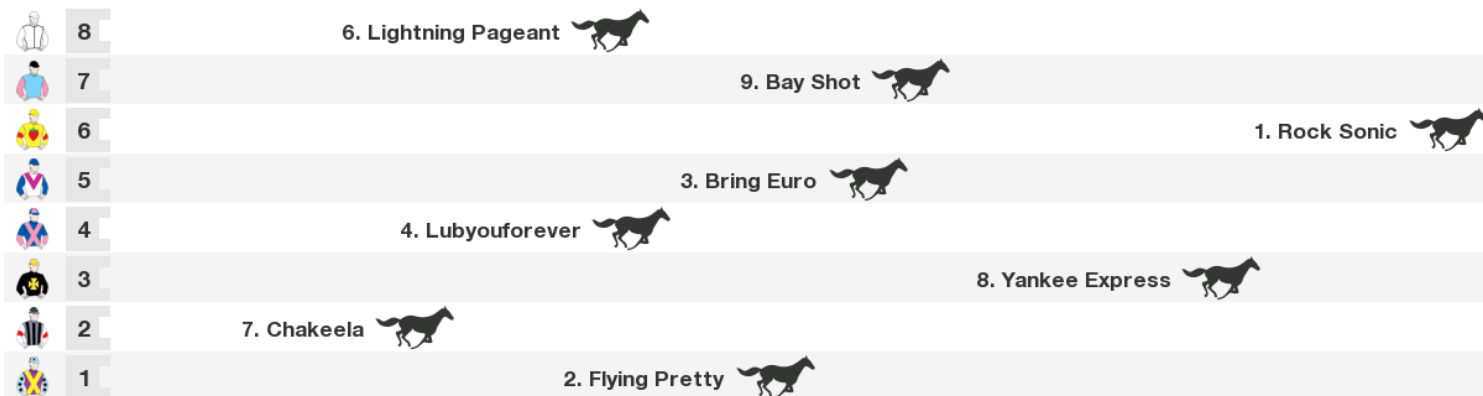 8 6. Lightning Pageant
7 9. Bay Shot
6 1. Rock Sonic
5 3. Bring Euro
4 4. Lubyouforever
3 8. Yankee Express
2 7. Chakeela
1 2. Flying Pretty